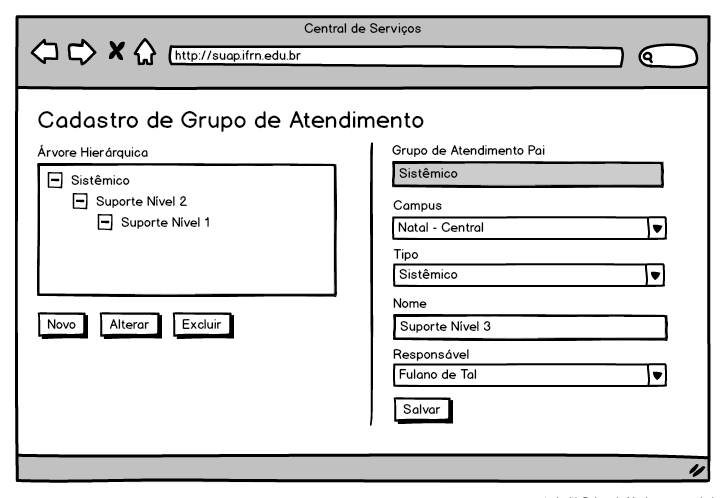 Central de Serviços
http://suap.ifrn.edu.br
Cadastro de Grupo de Atendimento
Árvore Hierárquica
Sistêmico
Suporte Nível 2
Suporte Nível 1
Novo
Alterar
Excluir
Grupo de Atendimento Pai
Sistêmico
Campus
Natal - Central
Tipo
Sistêmico
Nome
Suporte Nível 3
Responsável
Fulano de Tal
Salvar